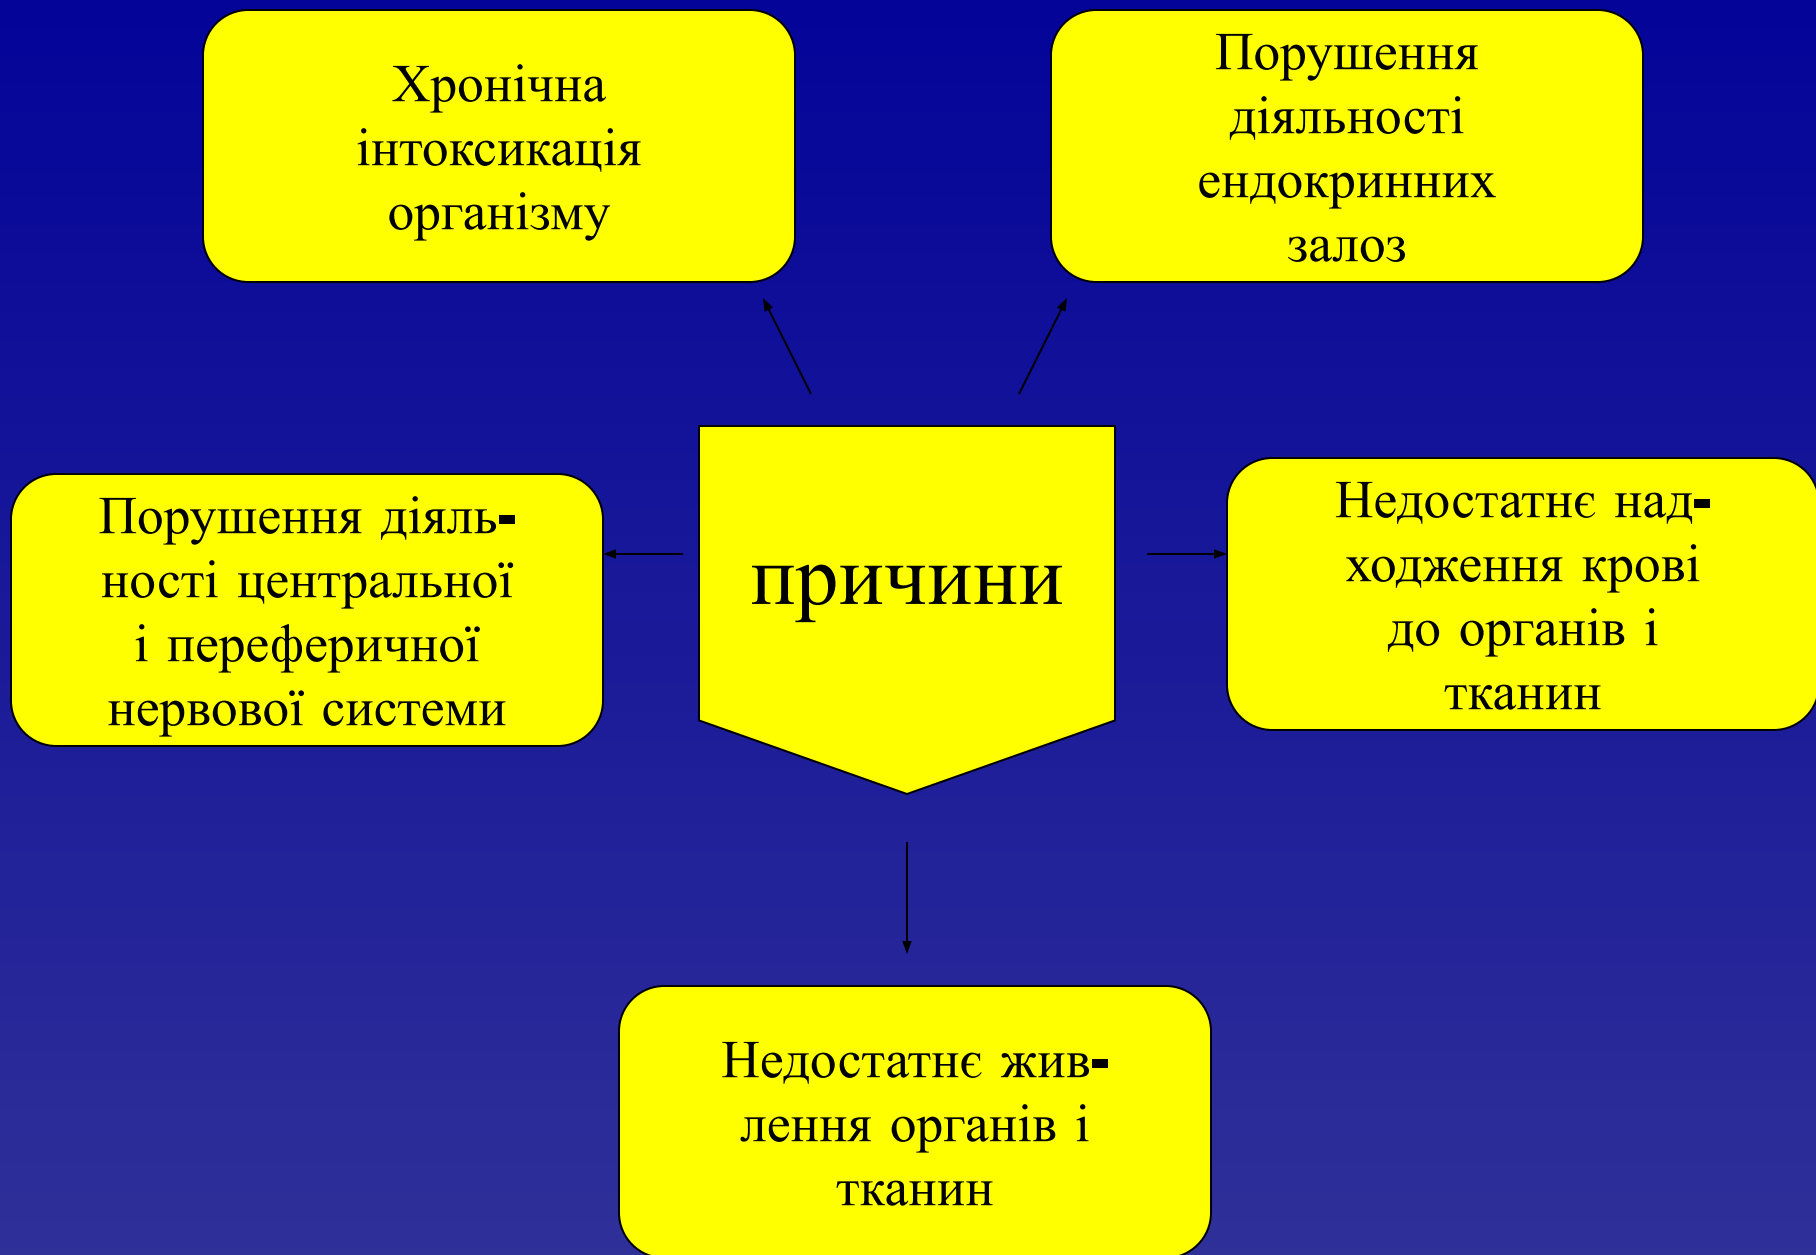 Хронічна
інтоксикація
організму
Порушення
діяльності
ендокринних
залоз
Порушення діяль-
ності центральної
і переферичної
нервової системи
причини
Недостатнє над-
ходження крові
до органів і
тканин
Недостатнє жив-
лення органів і
тканин